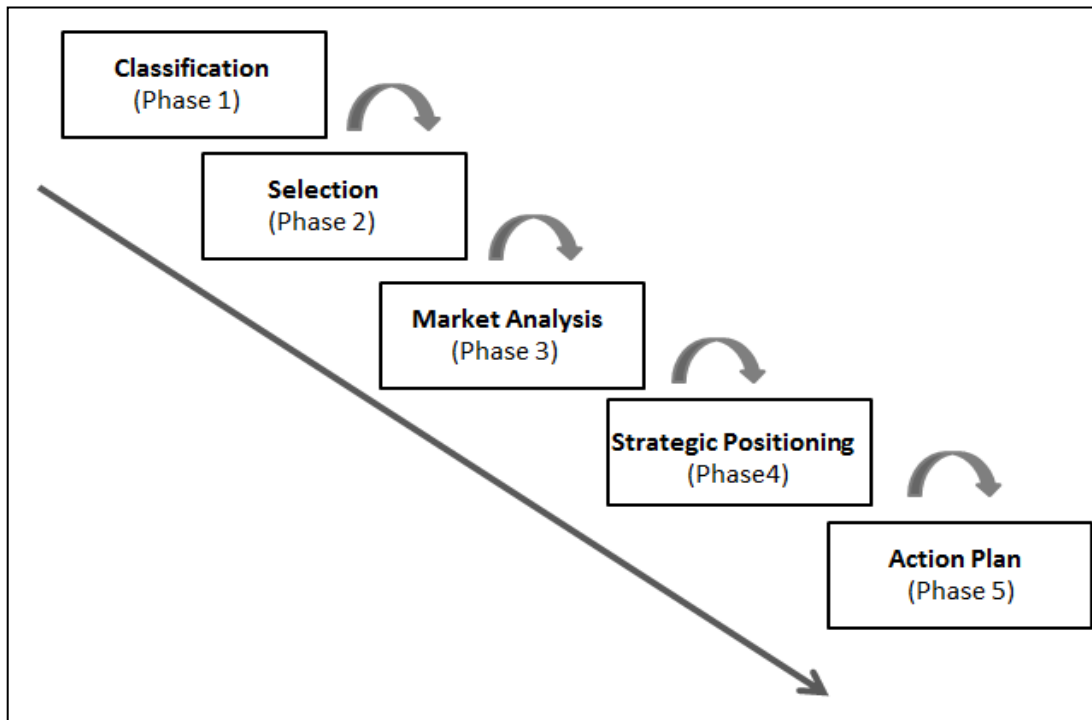 Classification
(Phase 1)
Selection
(Phase 2)
Market Analysis
(Phase 3)
Strategic Positioning
(Phase4)
Action Plan
(Phase 5)